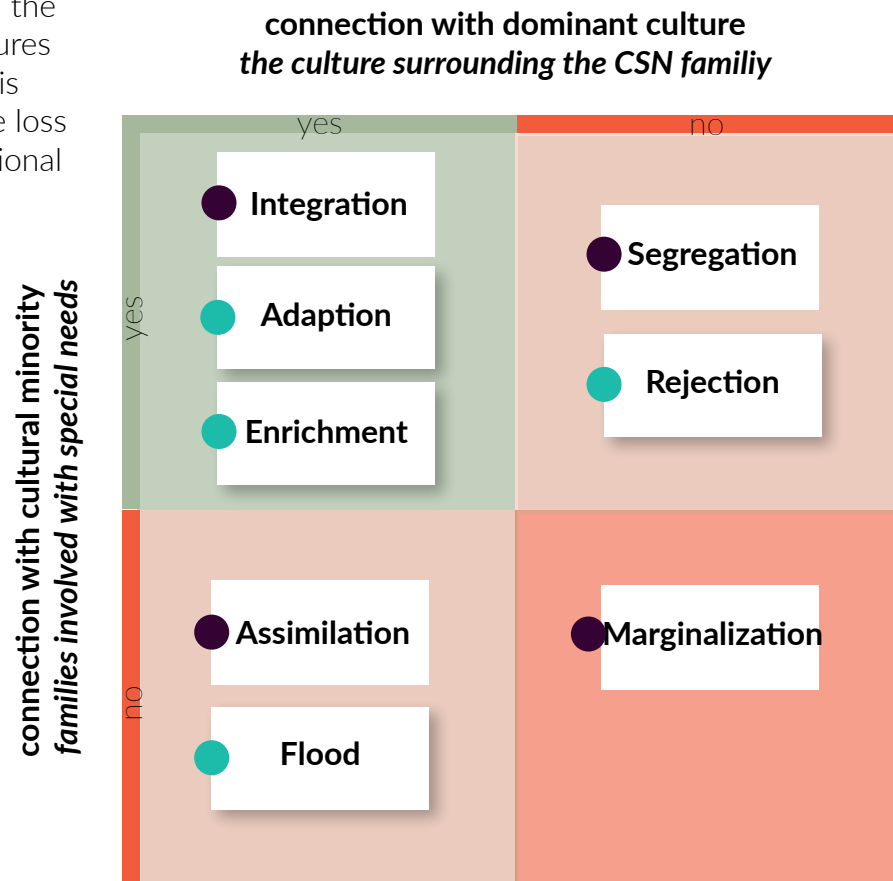 the
ures
is
e loss
ional
connection with dominant culture
the culture surrounding the CSN familiy
yes
no
connection with cultural minority
families involved with special needs
yes
no
Integration
Adaption
Enrichment
Segregation
Rejection
Assimilation
Flood
Marginalization